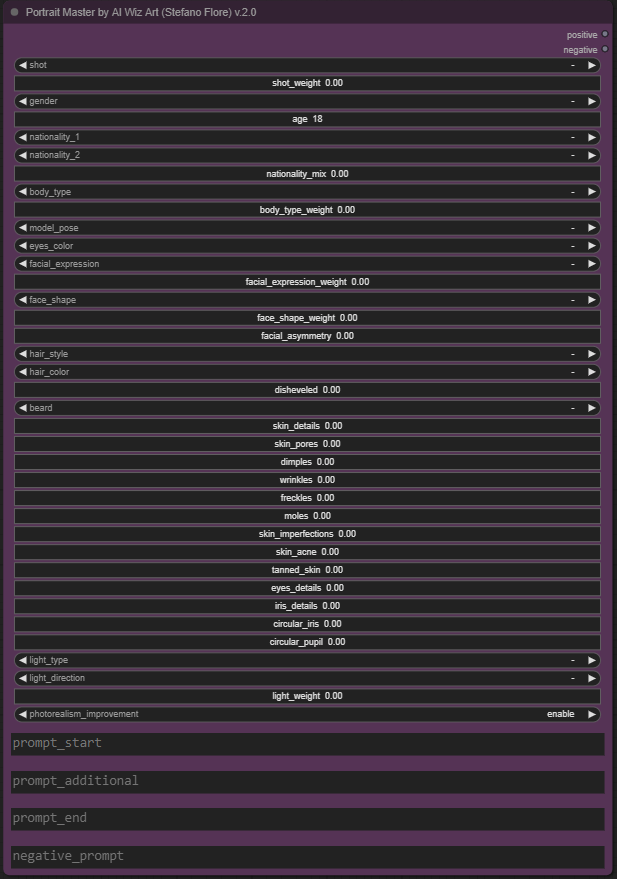 Portrait Master by AI Wiz Art (Stefano Flore) v.2.0
positive
negative
shot -
shot_weight 0.00
gender -
age 18
nationality_1 -
nationality_2 -
nationality_mix 0.00
body_type -
body_type_weight 0.00
model_pose -
eyes_color -
facial_expression -
facial_expression_weight 0.00
face_shape -
face_shape_weight 0.00
facial_asymmetry 0.00
hair_style -
hair_color -
disheveled 0.00
beard -
skin_details 0.00
skin_pores 0.00
dimples 0.00
wrinkles 0.00
freckles 0.00
moles 0.00
skin_imperfections 0.00
skin_acne 0.00
tanned_skin 0.00
eyes_details 0.00
iris_details 0.00
circular_iris 0.00
circular_pupil 0.00
light_type -
light_direction -
light_weight 0.00
photorealism_improvement enable
prompt_start
prompt_additional
prompt_end
negative_prompt